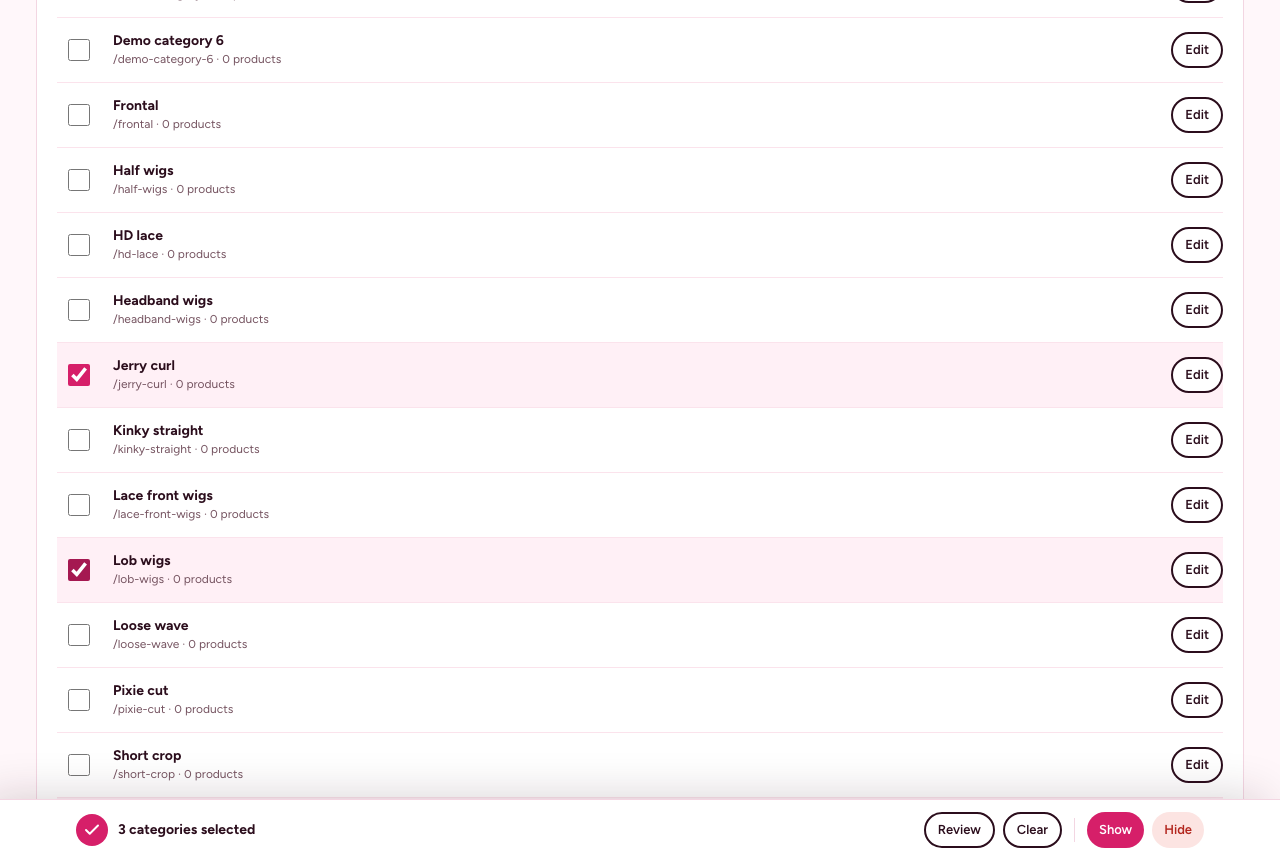 Demo category 6
/demo-category-6 · 0 products
Edit
Frontal
/frontal · 0 products
Edit
Half wigs
/half-wigs · 0 products
Edit
HD lace
/hd-lace · 0 products
Edit
Headband wigs
/headband-wigs · 0 products
Edit
Jerry curl
/jerry-curl · 0 products
Edit
Kinky straight
/kinky-straight · 0 products
Edit
Lace front wigs
/lace-front-wigs · 0 products
Edit
Lob wigs
/lob-wigs · 0 products
Edit
Loose wave
/loose-wave · 0 products
Edit
Pixie cut
/pixie-cut · 0 products
Edit
Short crop
/short-crop · 0 products
Edit
3 categories selected
Review
Clear
Show
Hide